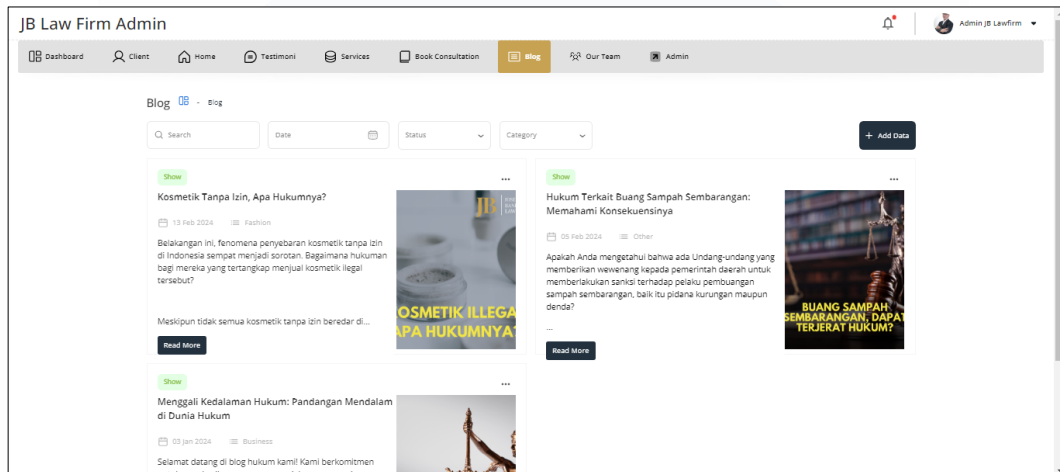 JB Law Firm Admin
Admin JB Lawfirm
Dashboard Client Home Testimoni Services Book Consultation Blog Our Team Admin
Blog - Blog
Search Date Status Category + Add Data
Show ...
Kosmetik Tanpa Izin, Apa Hukumnya?
13 Feb 2024 Fashion
Belakangan ini, fenomena penyebaran kosmetik tanpa izin
di Indonesia sempat menjadi sorotan. Bagaimana hukuman
bagi mereka yang tertangkap menjual kosmetik ilegal
tersebut?
Meskipun tidak semua kosmetik tanpa izin beredar di...
Read More
JB
OSMETIK ILLEGA
APA HUKUMNYA
Show ...
Hukum Terkait Buang Sampah Sembarangan:
Memahami Konsekuensinya
05 Feb 2024 Other
Apakah Anda mengetahui bahwa ada Undang-undang yang
memberikan wewenang kepada pemerintah daerah untuk
memberlakukan sanksi terhadap pelaku pembuangan
sampah sembarangan, baik itu pidana kurungan maupun
denda?
...
Read More
BUANG SAMPAH
SEMBARANGAN, DAPAT
TERJERAT HUKUM?
Show ...
Menggali Kedalaman Hukum: Pandangan Mendalam
di Dunia Hukum
03 Jan 2024 Business
Selamat datang di blog hukum kami! Kami berkomitmen